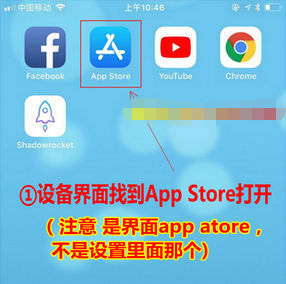 中国移动
上午10:46
Facebook
App Store
YouTube
Chrome
Shadowrocket
①设备界面找到App Store打开
（注意 是界面app atore，
不是设置里面那个）